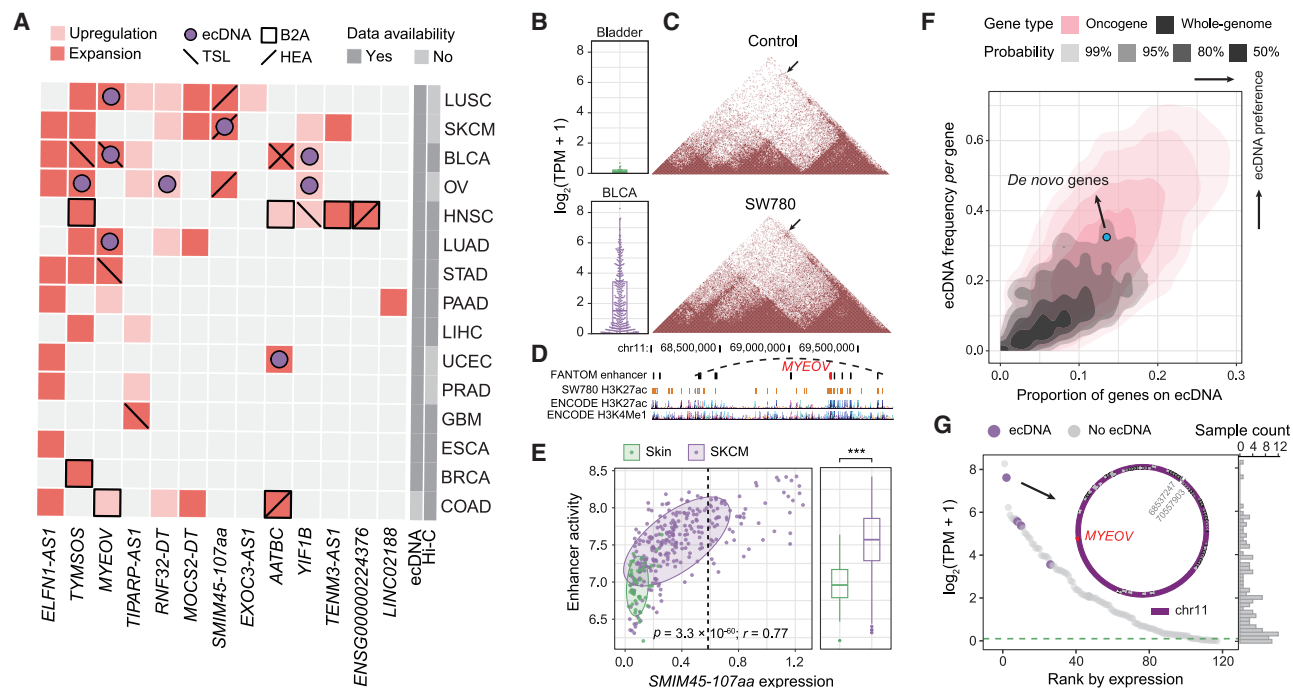 A
Upregulation
Expansion
ecDNA
TSL
B2A
HEA
Data availability
Yes
No
LUSC
SKCM
BLCA
OV
HNSC
LUAD
STAD
PAAD
LIHC
UCEC
PRAD
GBM
ESCA
BRCA
COAD
ELFN1-AS1
TYMSOS
MYEOV
TIPARP-AS1
RNF32-DT
MOCS2-DT
SMIM45-107aa
EXOC3-AS1
AATBC
YIF1B
TENM3-AS1
ENSG00000224376
LINC02188
ecDNA
Hi-C
B
Bladder
8
6
4
2
0
BLCA
8
6
4
2
0
log2(TPM + 1)
C
Control
SW780
chr11:
68,500,000
69,000,000
69,500,000
D
MYEOV
FANTOM enhancer
SW780 H3K27ac
ENCODE H3K27ac
ENCODE H3K4Me1
E
Skin
SKCM
8.5
8.0
7.5
7.0
6.5
Enhancer activity
p = 3.3 × 10⁻⁶⁰; r = 0.77
0.0
0.4
0.8
1.2
SMIM45-107aa expression
***
F
Gene type
Oncogene
Whole-genome
Probability
99%
95%
80%
50%
ecDNA preference
De novo genes
0.6
0.4
0.2
0.0
ecDNA frequency per gene
0.0
0.1
0.2
0.3
Proportion of genes on ecDNA
G
ecDNA
No ecDNA
Sample count
0 4 8 12
8
6
4
2
0
log2(TPM + 1)
68537247
70557903
MYEOV
chr11
0
40
80
120
Rank by expression